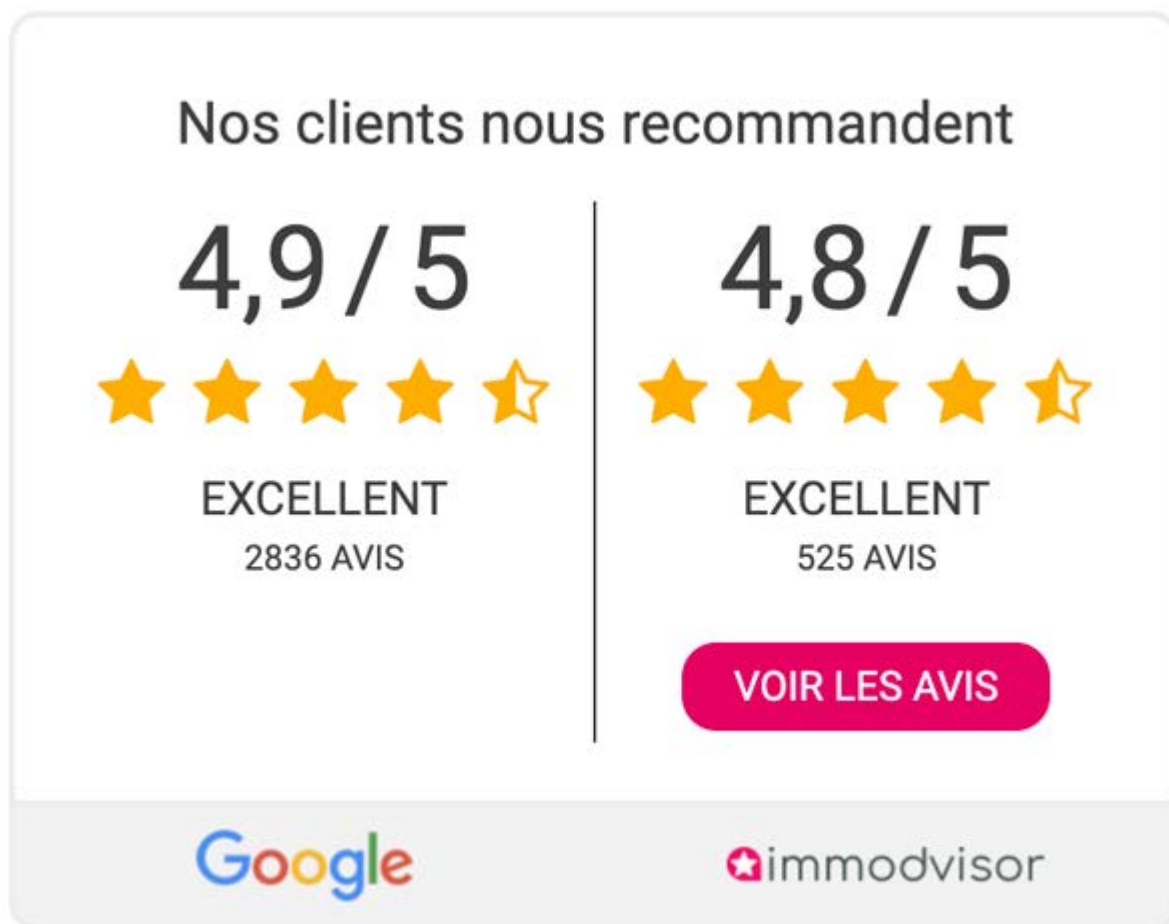 Nos clients nous recommandent
4,9 / 5
EXCELLENT
2836 AVIS
4,8 / 5
EXCELLENT
525 AVIS
VOIR LES AVIS
Google
immodvisor